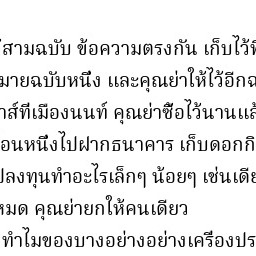 สามฉบับ ข้อความตรงกัน เก็บไว้ที
มายฉบับหนึ่ง และคุณย่าให้ไว้อีกฉ
าส์ที่เมืองนนท์ คุณย่าซื้อไว้นานแล้
อนหนึ่งไปฝากธนาคาร เก็บดอกกิ
ปลงทุนทำอะไรเล็กๆ น้อยๆ เช่นเดีย
หมด คุณย่ายกให้คนเดียว
ทำไมของบางอย่างอย่างเครื่องปร